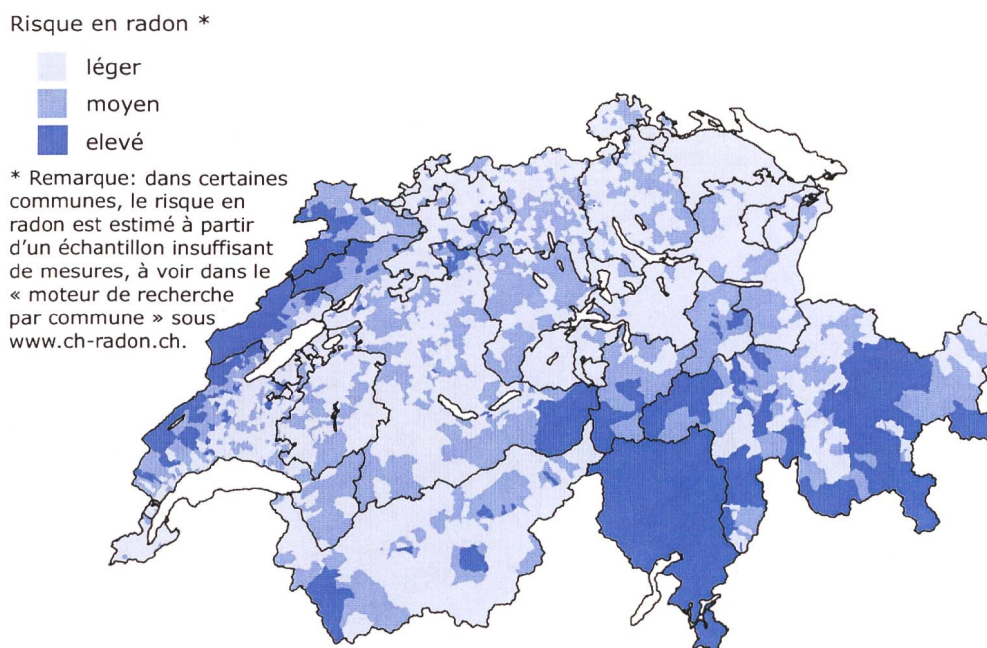 Risque en radon *
léger
moyen
elevé
* Remarque: dans certaines
communes, le risque en
radon est estimé à partir
d'un échantillon insuffisant
de mesures, à voir dans le
« moteur de recherche
par commune » sous
www.ch-radon.ch.